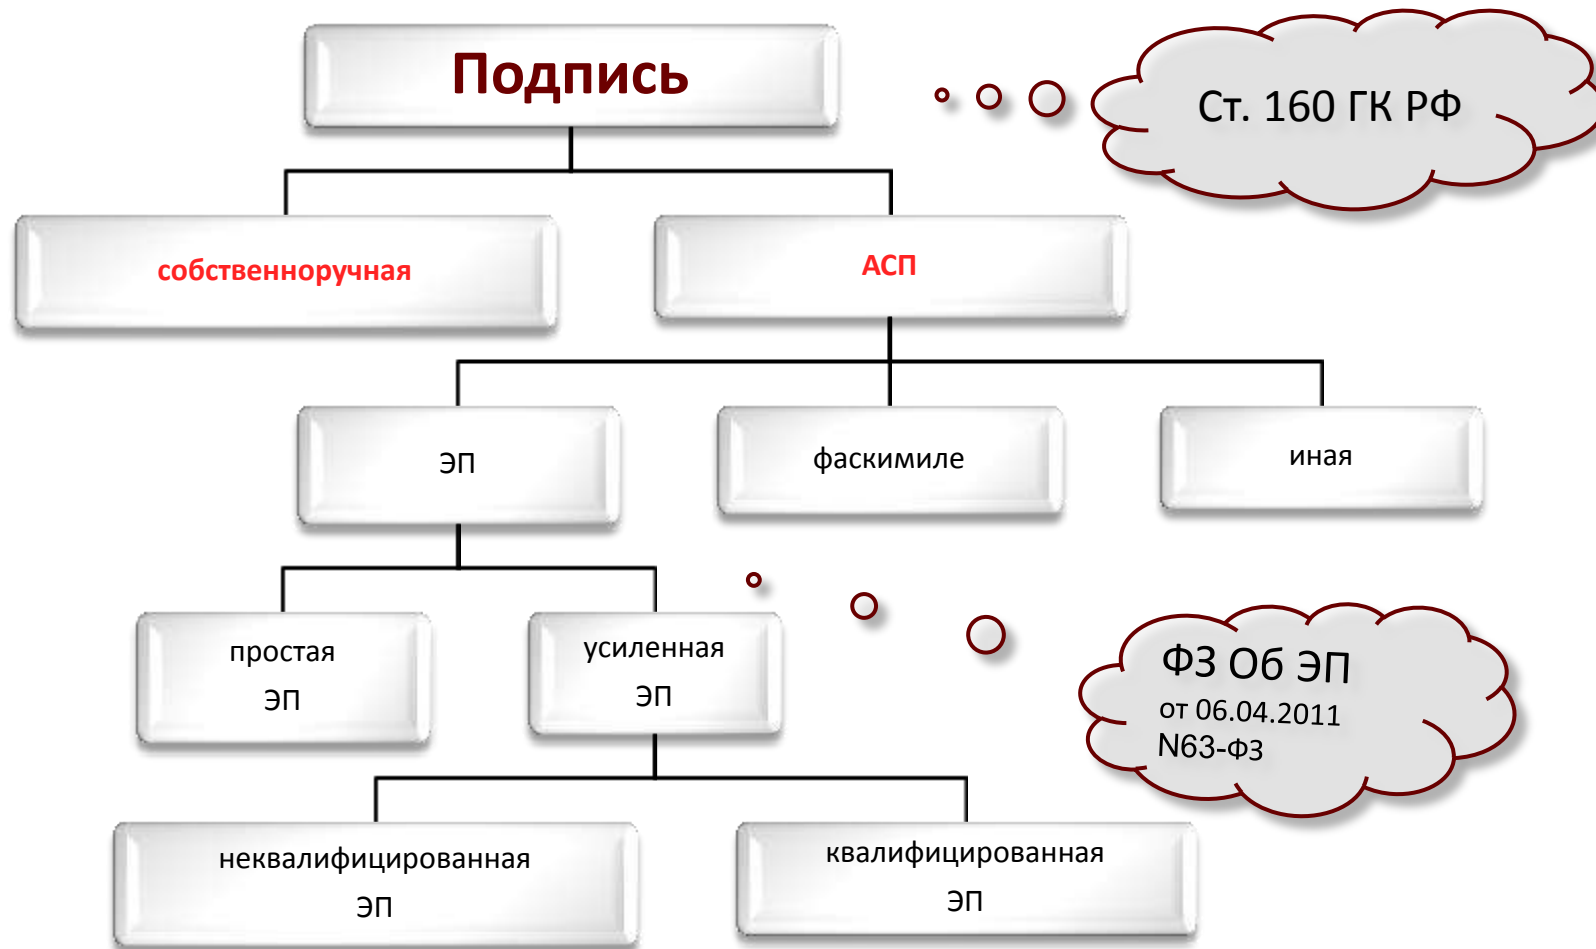 Подпись
Ст. 160 ГК РФ
собственноручная
АСП
ЭП
фаскимиле
иная
простая
ЭП
усиленная
ЭП
ФЗ Об ЭП
от 06.04.2011
N63-ФЗ
неквалифицированная
ЭП
квалифицированная
ЭП